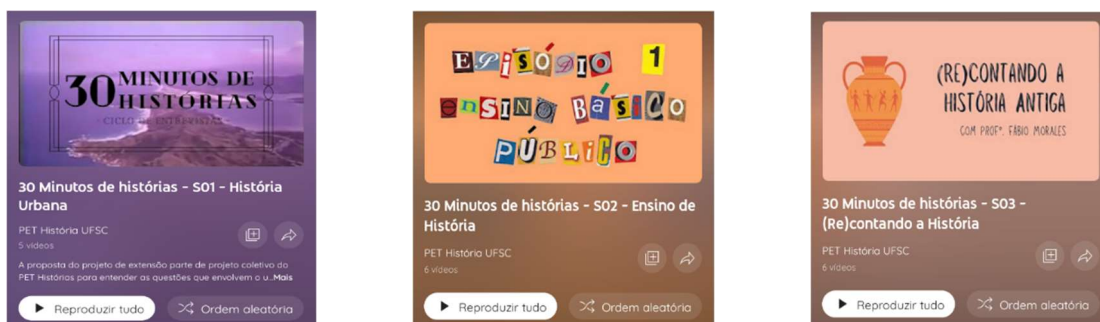 30 MINUTOS DE
HISTÓRIAS
- CICLO DE ENTREVISTAS -
30 Minutos de histórias - S01 - História
Urbana
PET História UFSC
5 vídeos
A proposta do projeto de extensão parte de projeto coletivo do
PET Histórias para entender as questões que envolvem o u...Mais
Reproduzir tudo
Ordem aleatória
EPISÓDIO 1
ENSINO BÁSICO
PÚBLICO
30 Minutos de histórias - S02 - Ensino de
História
PET História UFSC
6 vídeos
Reproduzir tudo
Ordem aleatória
(RE)CONTANDO A
HISTÓRIA ANTIGA
COM PROFº. FÁBIO MORALES
30 Minutos de histórias - S03 -
(Re)contando a História
PET História UFSC
6 vídeos
Reproduzir tudo
Ordem aleatória